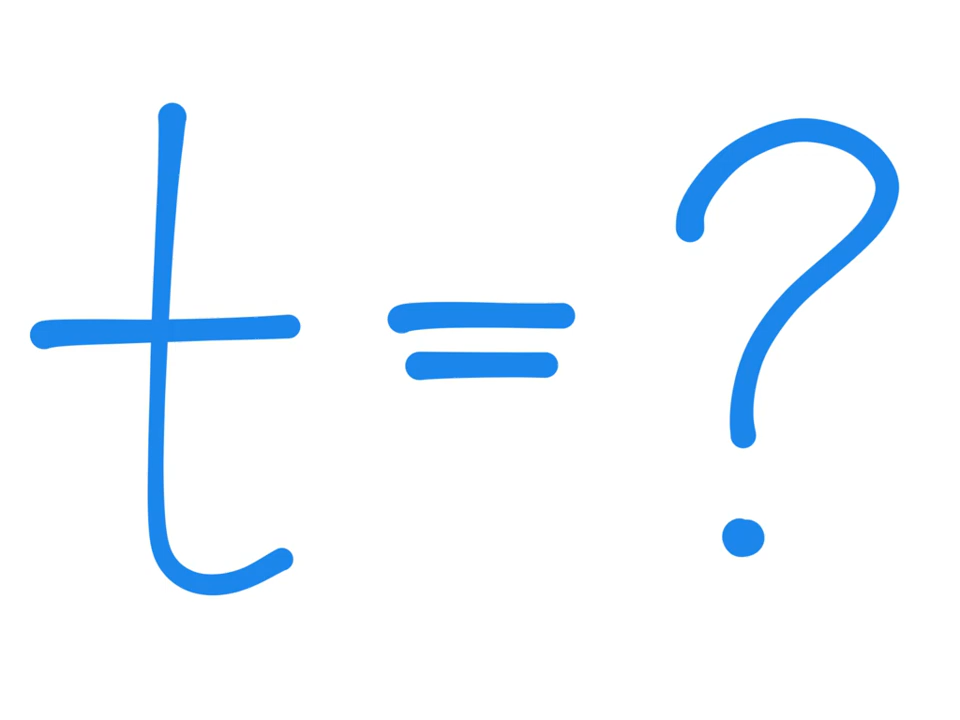 t = ?